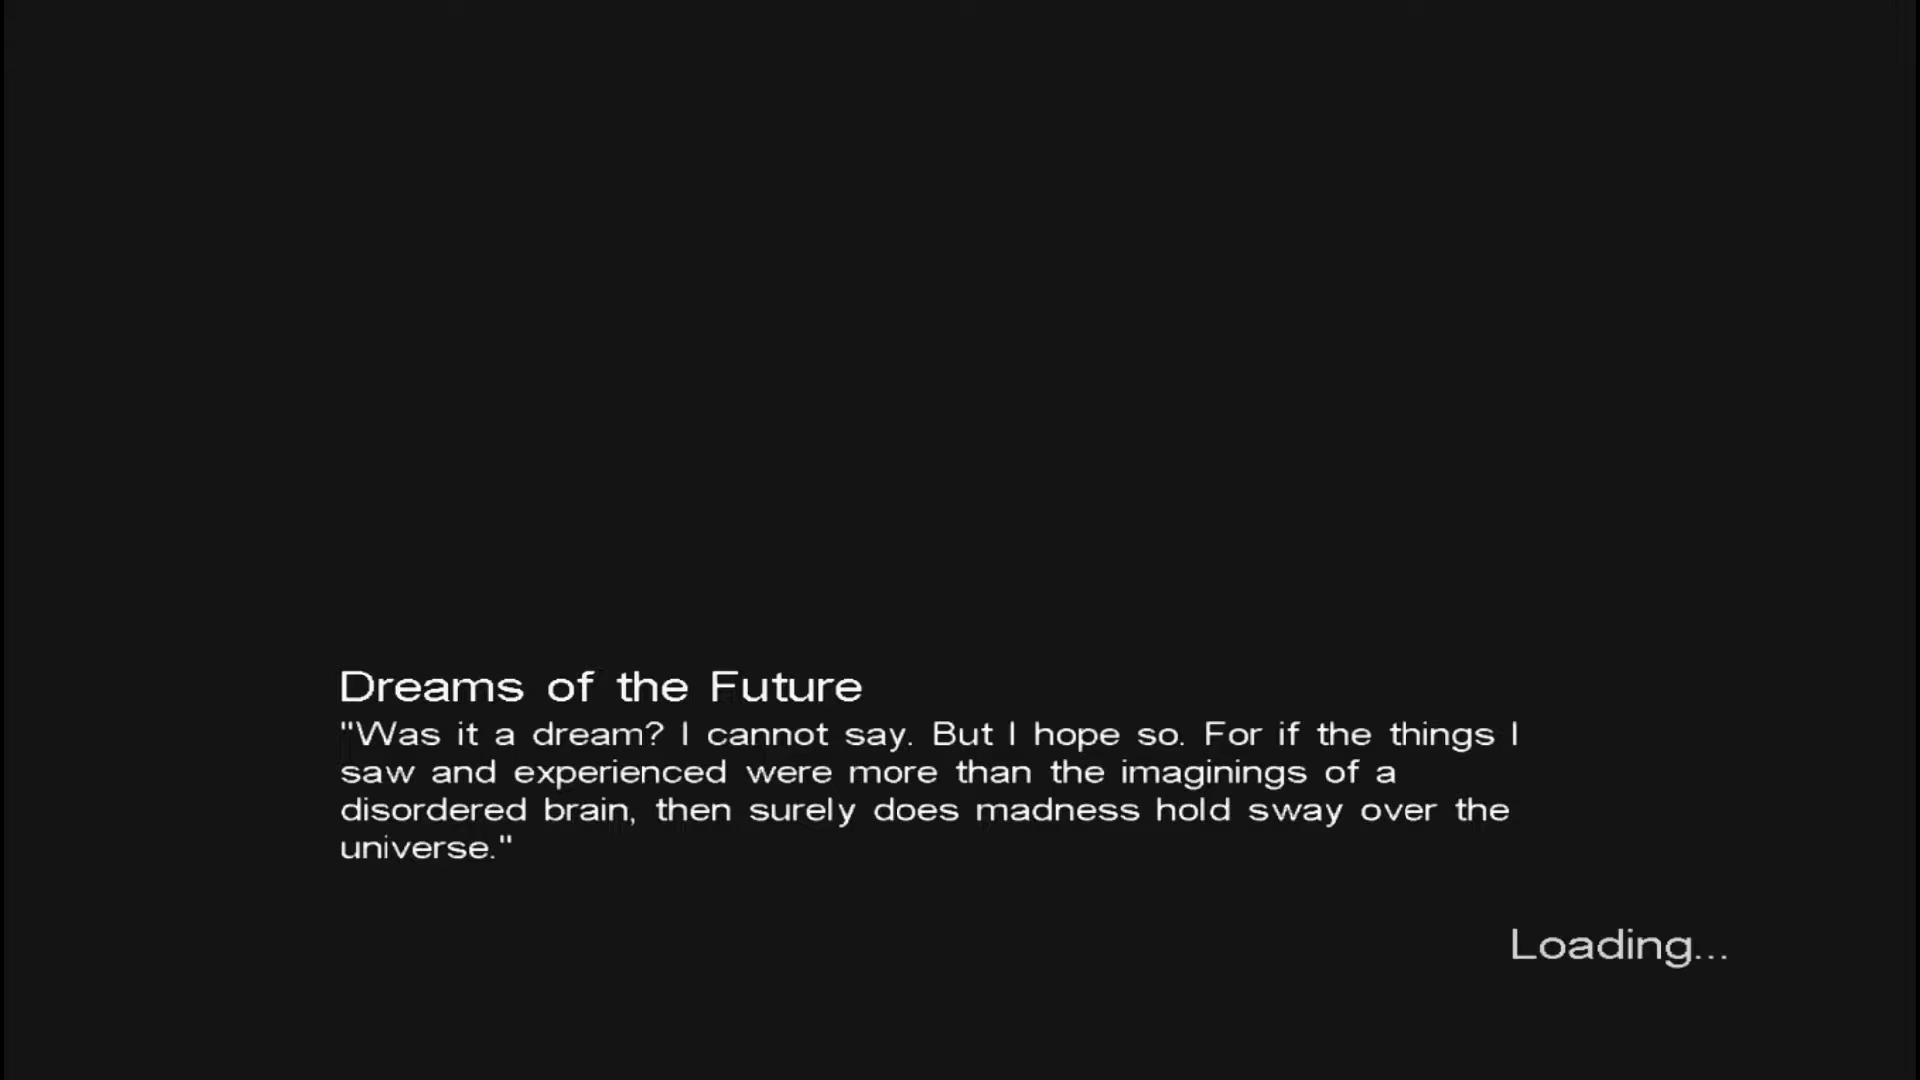 Dreams of the Future
"Was it a dream? I cannot say. But I hope so. For if the things I
saw and experienced were more than the imaginings of a
disordered brain, then surely does madness hold sway over the
universe."
Loading...